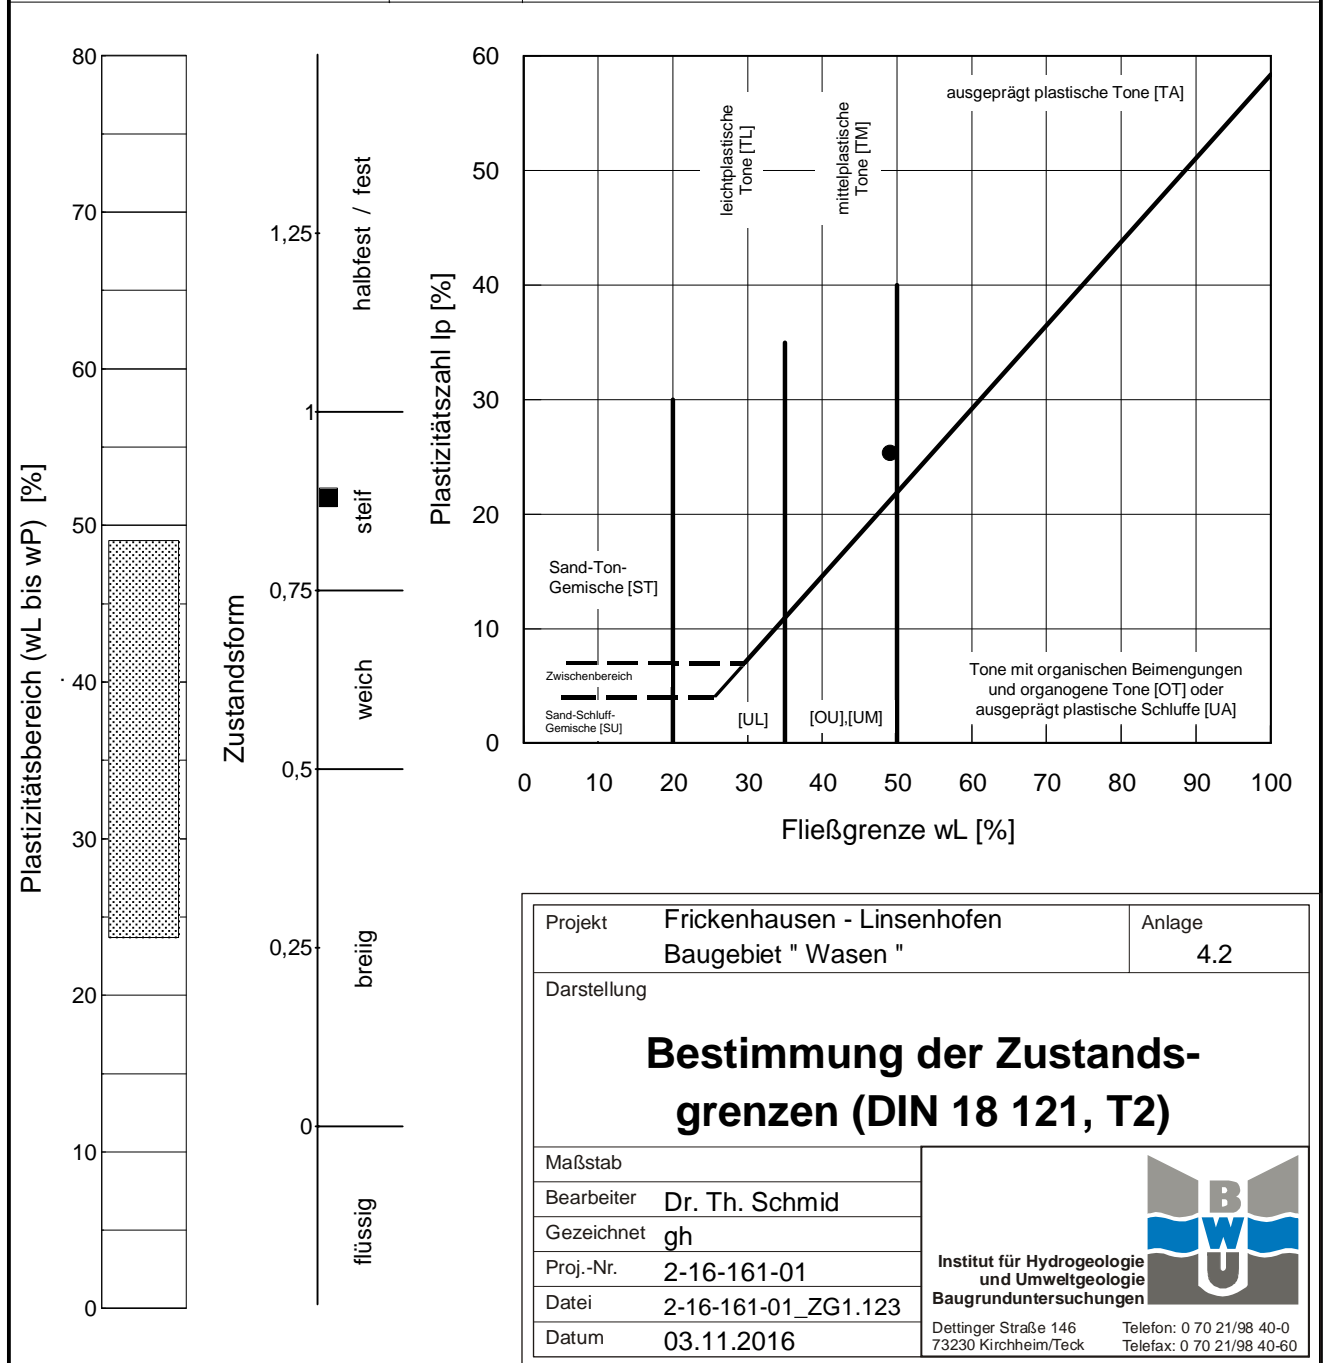 Plastizitätsbereich (wL bis wP) [%]
80
70
60
50
40
30
20
10
0
Zustandsform
1,25
1
0,75
0,5
0,25
0
halbfest / fest
steif
weich
breiig
flüssig
Plastizitätszahl Ip [%]
60
50
40
30
20
10
0
ausgeprägt plastische Tone [TA]
leichtplastische
Tone [TL]
mittelplastische
Tone [TM]
Sand-Ton-
Gemische [ST]
Zwischenbereich
Sand-Schluff-
Gemische [SU]
[UL]
[OU],[UM]
Tone mit organischen Beimengungen
und organogene Tone [OT] oder
ausgeprägt plastische Schluffe [UA]
0 10 20 30 40 50 60 70 80 90 100
Fließgrenze wL [%]
Projekt Frickenhausen - Linsenhofen
Baugebiet " Wasen "
Anlage
4.2
Darstellung
Bestimmung der Zustands-
grenzen (DIN 18 121, T2)
Maßstab
Bearbeiter Dr. Th. Schmid
Gezeichnet gh
Proj.-Nr. 2-16-161-01
Datei 2-16-161-01_ZG1.123
Datum 03.11.2016
B
W
U
Institut für Hydrogeologie
und Umweltgeologie
Baugrunduntersuchungen
Dettinger Straße 146 Telefon: 0 70 21/98 40-0
73230 Kirchheim/Teck Telefax: 0 70 21/98 40-60